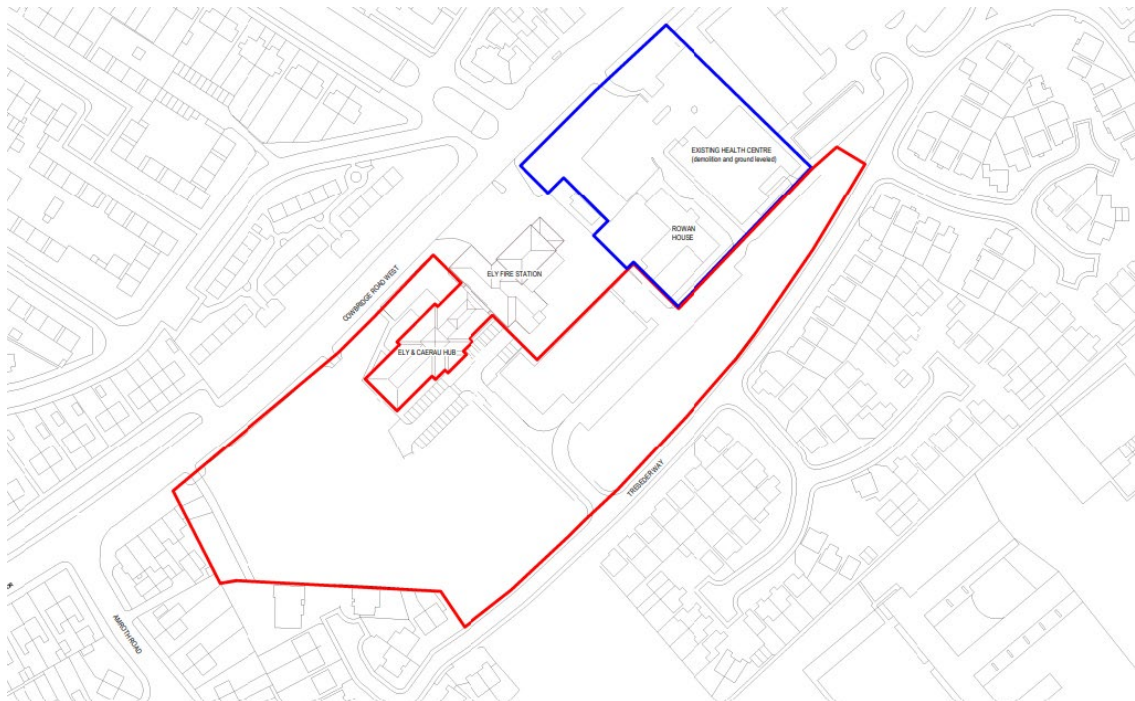 EXISTING HEALTH CENTRE
(demolition and ground leveled)
ROWAN
HOUSE
ELY FIRE STATION
COWBRIDGE ROAD WEST
ELY & CAERAU HUB
TRESEDER WAY
AMROTH ROAD